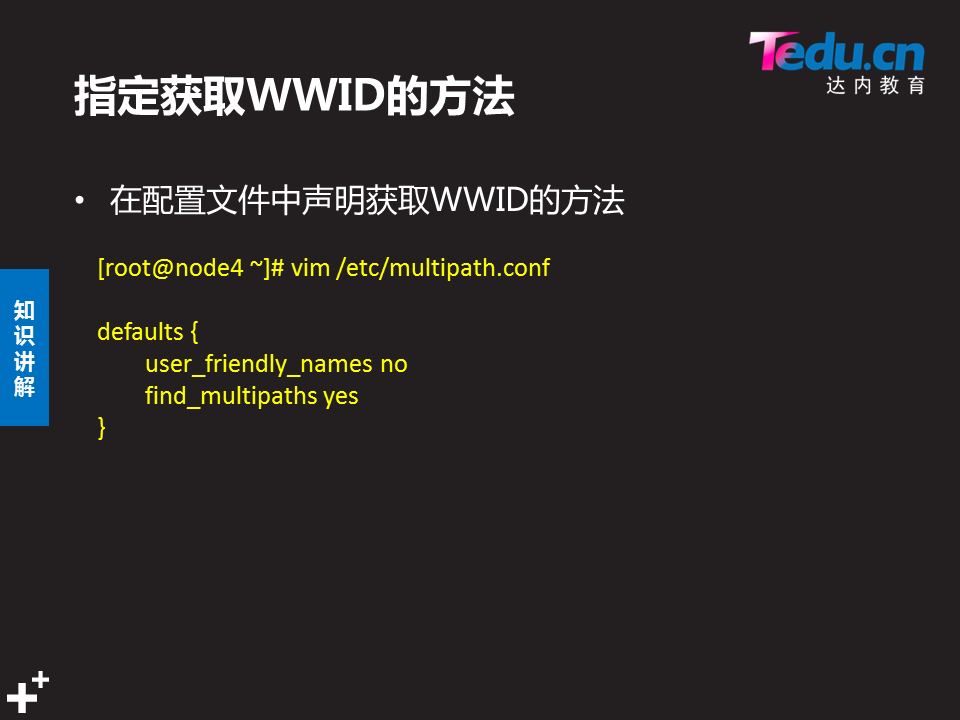 Tedu.cn
达内教育
指定获取WWID的方法
• 在配置文件中声明获取WWID的方法
[root@node4 ~]# vim /etc/multipath.conf
defaults {
user_friendly_names no
find_multipaths yes
}
知识讲解